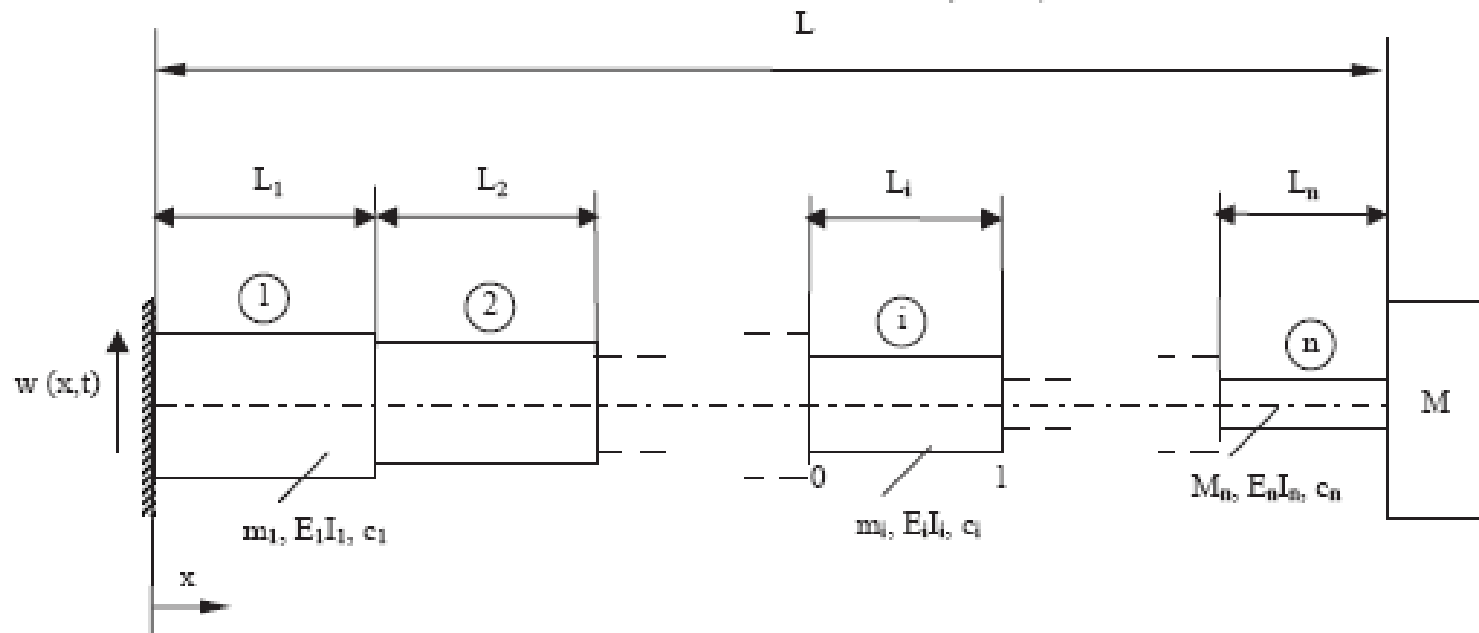 L
L₁
L₂
Lᵢ
Lₙ
1
2
i
n
w (x,t)
M
0
1
m₁, E₁I₁, c₁
mᵢ, EᵢIᵢ, cᵢ
Mₙ, EₙIₙ, cₙ
x